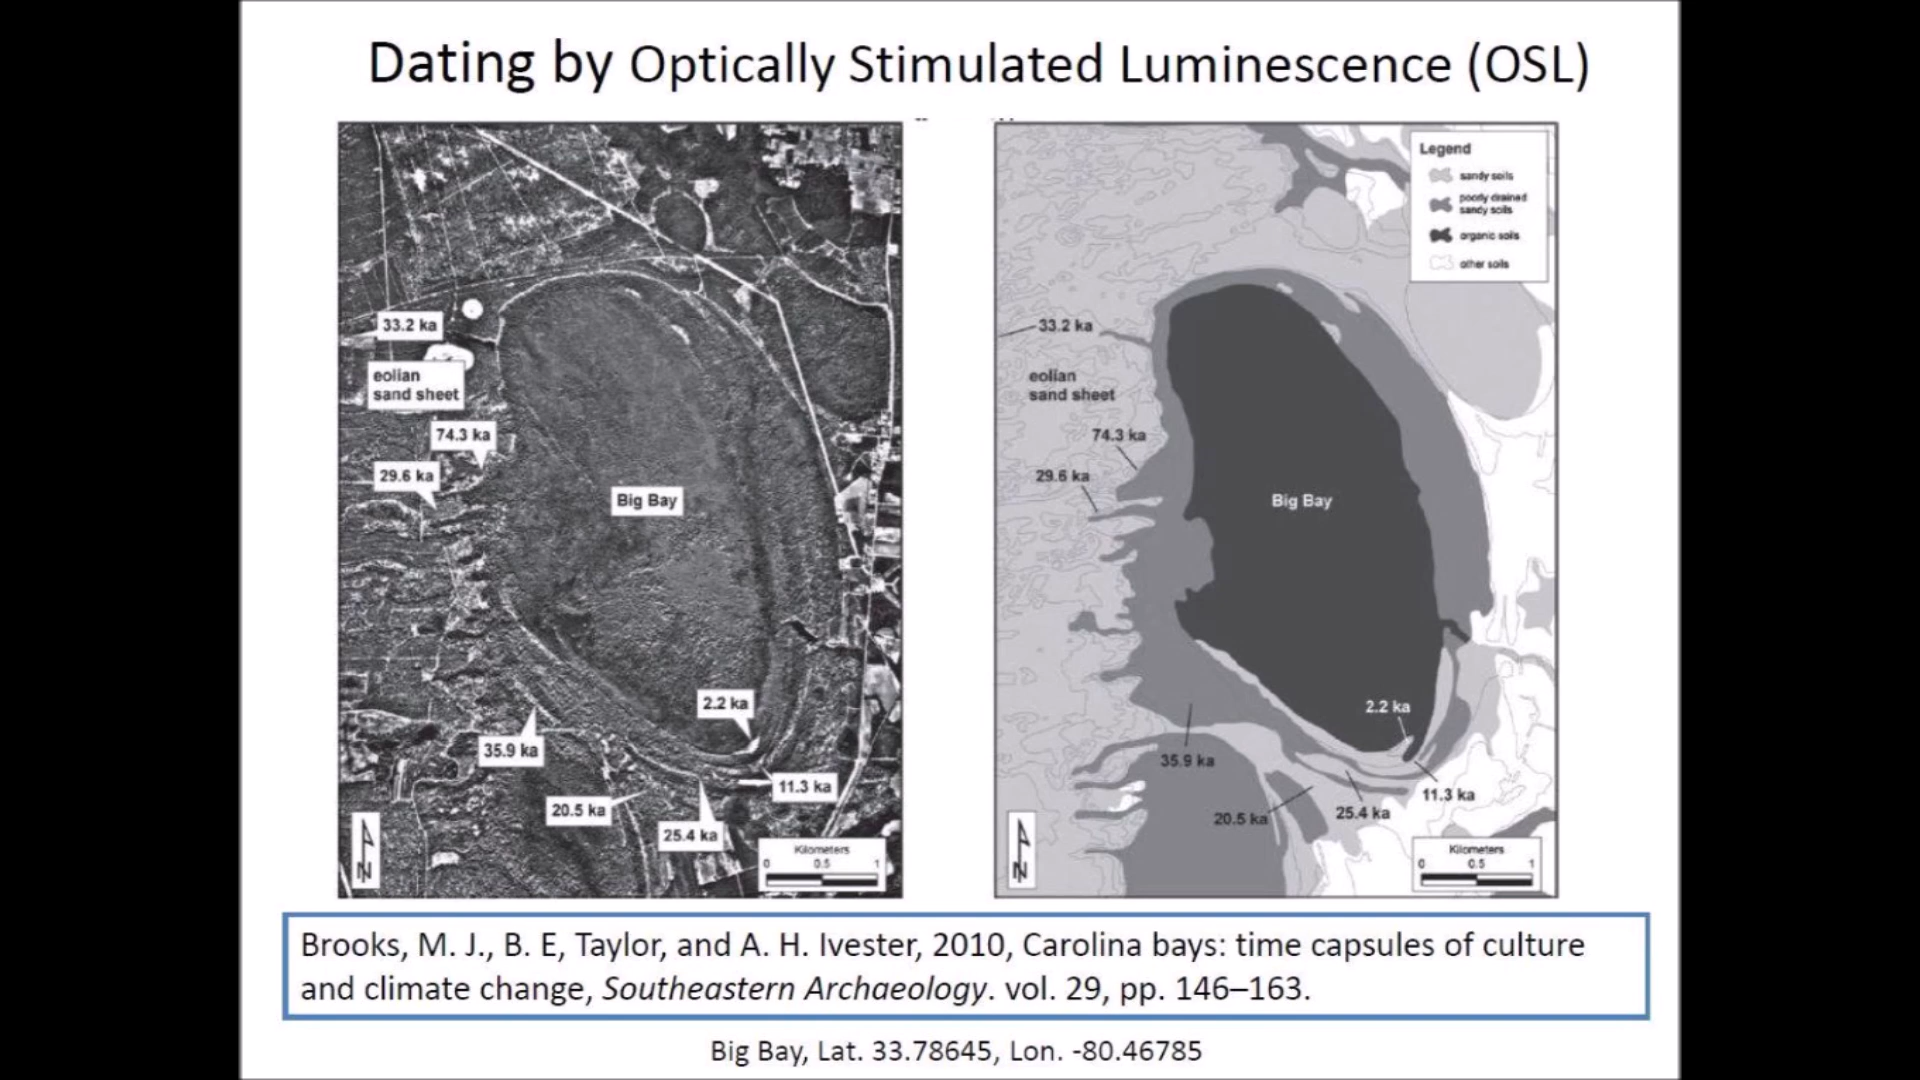 Dating by Optically Stimulated Luminescence (OSL)
33.2 ka
eolian
sand sheet
74.3 ka
29.6 ka
Big Bay
2.2 ka
35.9 ka
11.3 ka
20.5 ka
25.4 ka
N
Kilometers
0 0.5 1
Legend
sandy soils
poorly drained
sandy soils
organic soils
other soils
33.2 ka
eolian
sand sheet
74.3 ka
29.6 ka
Big Bay
2.2 ka
35.9 ka
11.3 ka
20.5 ka
25.4 ka
N
Kilometers
0 0.5 1
Brooks, M. J., B. E, Taylor, and A. H. Ivester, 2010, Carolina bays: time capsules of culture
and climate change, Southeastern Archaeology. vol. 29, pp. 146–163.
Big Bay, Lat. 33.78645, Lon. -80.46785